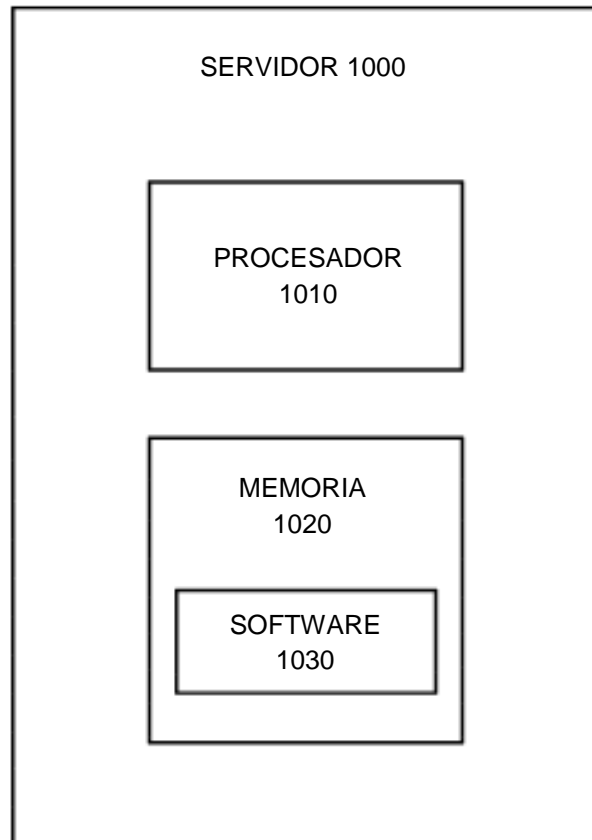 SERVIDOR 1000
PROCESADOR
1010
MEMORIA
1020
SOFTWARE
1030